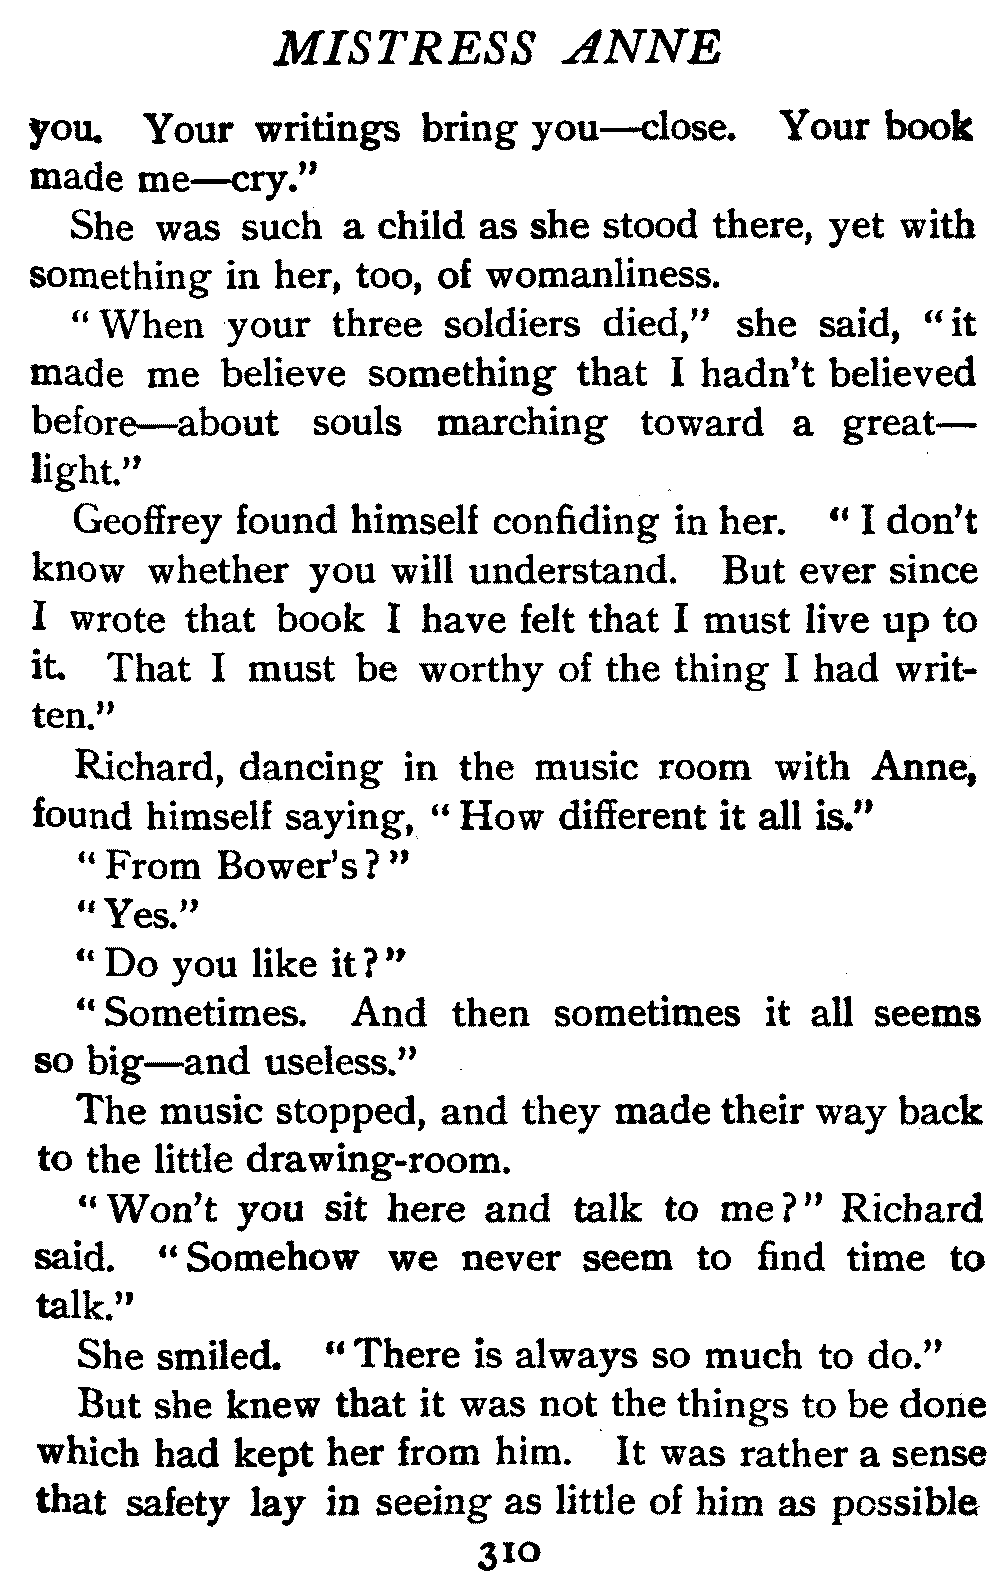 MISTRESS ANNE
you. Your writings bring you—close. Your book
made me—cry."
She was such a child as she stood there, yet with
something in her, too, of womanliness.
"When your three soldiers died," she said, "it
made me believe something that I hadn't believed
before—about souls marching toward a great—
light."
Geoffrey found himself confiding in her. "I don't
know whether you will understand. But ever since
I wrote that book I have felt that I must live up to
it. That I must be worthy of the thing I had writ-
ten."
Richard, dancing in the music room with Anne,
found himself saying, "How different it all is."
"From Bower's?"
"Yes."
"Do you like it?"
"Sometimes. And then sometimes it all seems
so big—and useless."
The music stopped, and they made their way back
to the little drawing-room.
"Won't you sit here and talk to me?" Richard
said. "Somehow we never seem to find time to
talk."
She smiled. "There is always so much to do."
But she knew that it was not the things to be done
which had kept her from him. It was rather a sense
that safety lay in seeing as little of him as possible
310